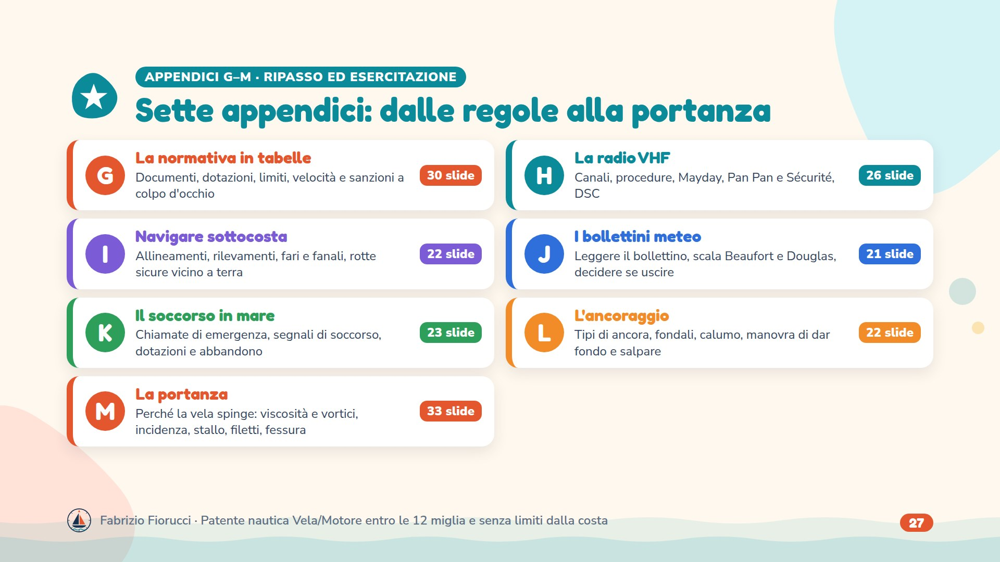 APPENDICI G–M · RIPASSO ED ESERCITAZIONE
Sette appendici: dalle regole alla portanza
G
La normativa in tabelle
Documenti, dotazioni, limiti, velocità e sanzioni a
colpo d'occhio
30 slide
H
La radio VHF
Canali, procedure, Mayday, Pan Pan e Sécurité,
DSC
26 slide
I
Navigare sottocosta
Allineamenti, rilevamenti, fari e fanali, rotte
sicure vicino a terra
22 slide
J
I bollettini meteo
Leggere il bollettino, scala Beaufort e Douglas,
decidere se uscire
21 slide
K
Il soccorso in mare
Chiamate di emergenza, segnali di soccorso,
dotazioni e abbandono
23 slide
L
L'ancoraggio
Tipi di ancora, fondali, calumo, manovra di dar
fondo e salpare
22 slide
M
La portanza
Perché la vela spinge: viscosità e vortici,
incidenza, stallo, filetti, fessura
33 slide
Fabrizio Fiorucci · Patente nautica Vela/Motore entro le 12 miglia e senza limiti dalla costa
27